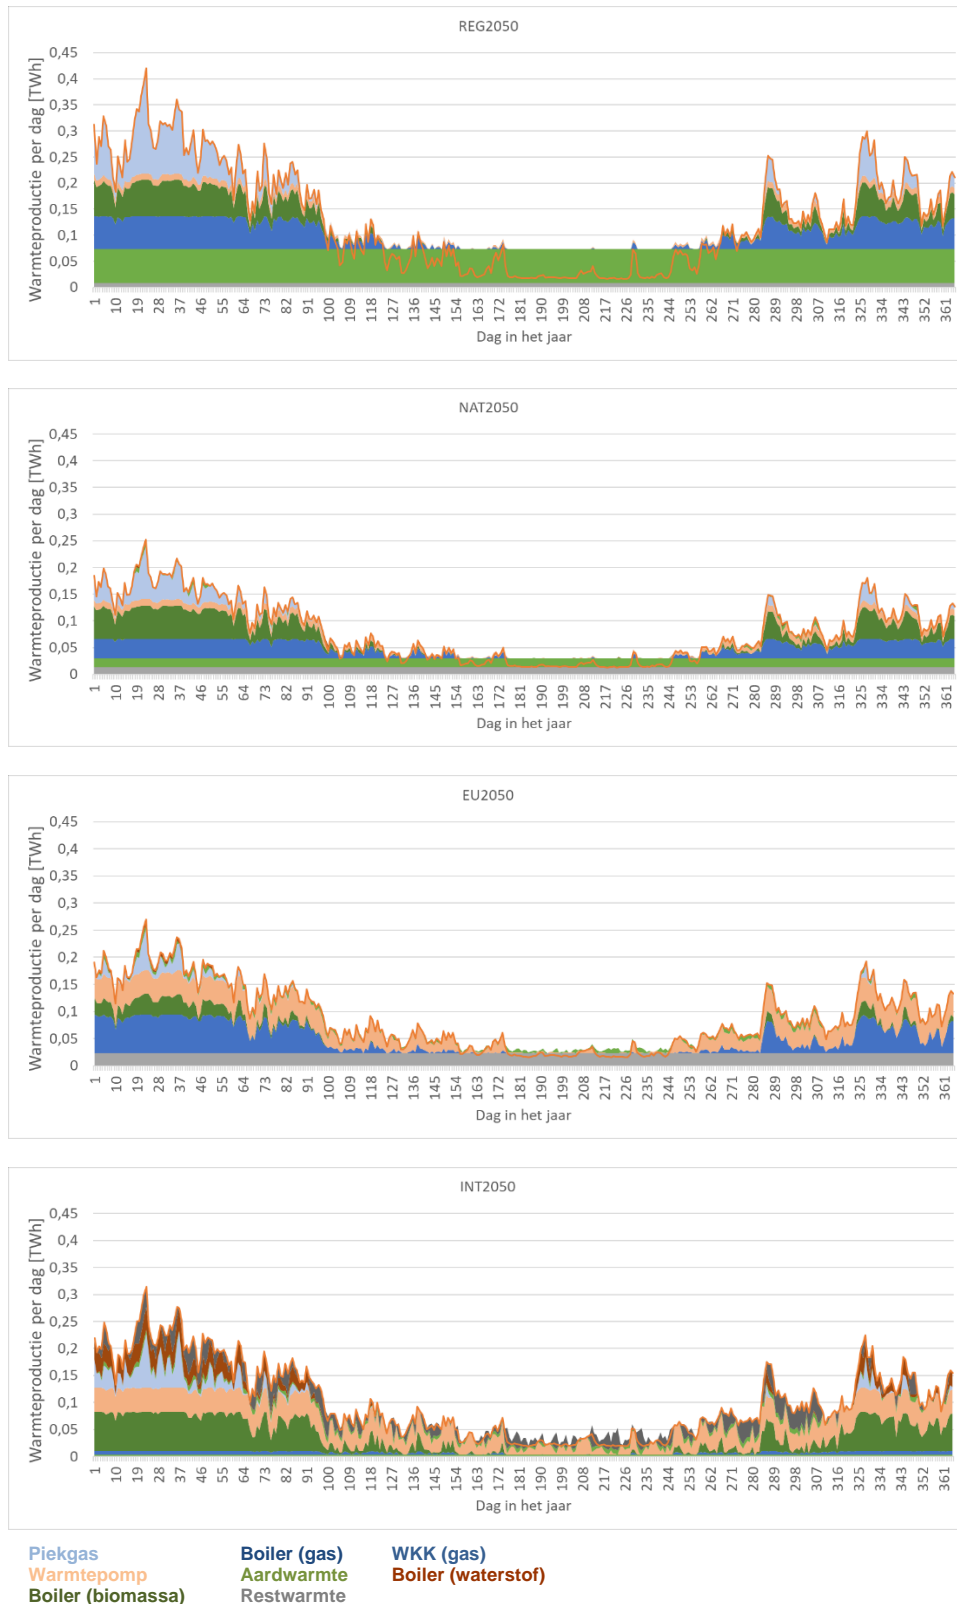 REG2050
Warmteproductie per dag [TWh]
0,45
0,4
0,35
0,3
0,25
0,2
0,15
0,1
0,05
0
1 10 19 28 37 46 55 64 73 82 91 100 109 118 127 136 145 154 163 172 181 190 199 208 217 226 235 244 253 262 271 280 289 298 307 316 325 334 343 352 361
Dag in het jaar
NAT2050
Warmteproductie per dag [TWh]
0,45
0,4
0,35
0,3
0,25
0,2
0,15
0,1
0,05
0
1 10 19 28 37 46 55 64 73 82 91 100 109 118 127 136 145 154 163 172 181 190 199 208 217 226 235 244 253 262 271 280 289 298 307 316 325 334 343 352 361
Dag in het jaar
EU2050
Warmteproductie per dag [TWh]
0,45
0,4
0,35
0,3
0,25
0,2
0,15
0,1
0,05
0
1 10 19 28 37 46 55 64 73 82 91 100 109 118 127 136 145 154 163 172 181 190 199 208 217 226 235 244 253 262 271 280 289 298 307 316 325 334 343 352 361
Dag in het jaar
INT2050
Warmteproductie per dag [TWh]
0,45
0,4
0,35
0,3
0,25
0,2
0,15
0,1
0,05
0
1 10 19 28 37 46 55 64 73 82 91 100 109 118 127 136 145 154 163 172 181 190 199 208 217 226 235 244 253 262 271 280 289 298 307 316 325 334 343 352 361
Dag in het jaar
Piekgas Boiler (gas) WKK (gas)
Warmtepomp Aardwarmte Boiler (waterstof)
Boiler (biomassa) Restwarmte